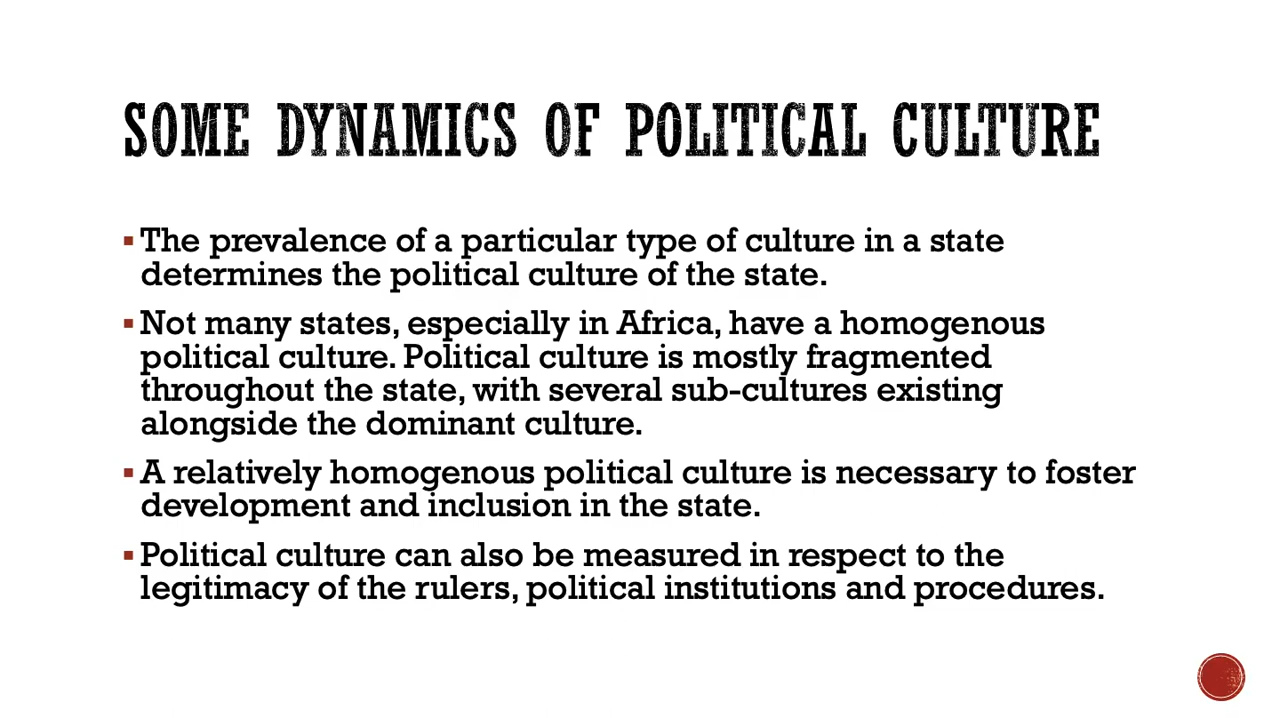 SOME DYNAMICS OF POLITICAL CULTURE
▪ The prevalence of a particular type of culture in a state
determines the political culture of the state.
▪ Not many states, especially in Africa, have a homogenous
political culture. Political culture is mostly fragmented
throughout the state, with several sub-cultures existing
alongside the dominant culture.
▪ A relatively homogenous political culture is necessary to foster
development and inclusion in the state.
▪ Political culture can also be measured in respect to the
legitimacy of the rulers, political institutions and procedures.